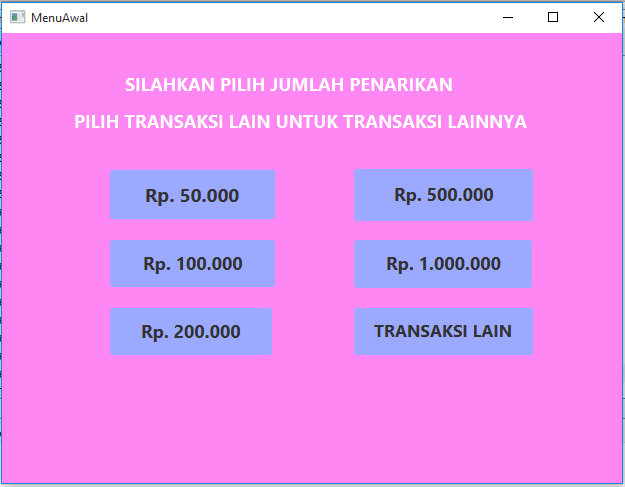 MenuAwal
SILAHKAN PILIH JUMLAH PENARIKAN
PILIH TRANSAKSI LAIN UNTUK TRANSAKSI LAINNYA
Rp. 50.000
Rp. 500.000
Rp. 100.000
Rp. 1.000.000
Rp. 200.000
TRANSAKSI LAIN